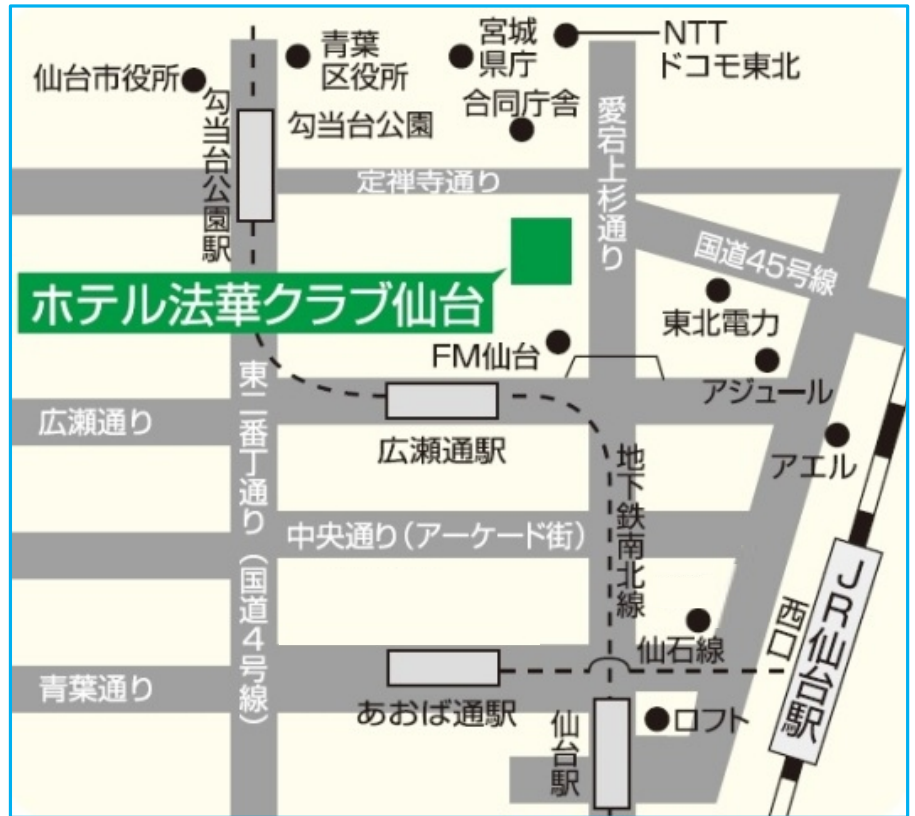 NTT
ドコモ東北
宮城
県庁
青葉
区役所
仙台市役所
合同庁舎
勾当台公園
勾当台公園駅
愛宕上杉通り
定禅寺通り
国道45号線
ホテル法華クラブ仙台
東北電力
FM仙台
アジュール
東二番丁通り(国道4号線)
広瀬通り
広瀬通駅
アエル
地下鉄南北線
中央通り(アーケード街)
JR仙台駅
西口
仙石線
青葉通り
あおば通駅
仙台駅
ロフト